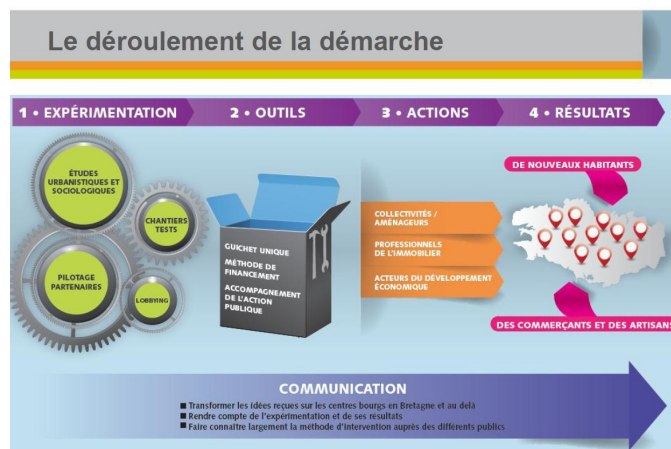 Le déroulement de la démarche
1 • EXPÉRIMENTATION
2 • OUTILS
3 • ACTIONS
4 • RÉSULTATS
ÉTUDES
URBANISTIQUES ET
SOCIOLOGIQUES
CHANTIERS
TESTS
PILOTAGE
PARTENAIRES
LOBBYING
GUICHET UNIQUE
MÉTHODE DE
FINANCEMENT
ACCOMPAGNEMENT
DE L'ACTION
PUBLIQUE
COLLECTIVITÉS /
AMÉNAGEURS
PROFESSIONNELS
DE L'IMMOBILIER
ACTEURS DU DÉVELOPPEMENT
ÉCONOMIQUE
DE NOUVEAUX HABITANTS
DES COMMERÇANTS ET DES ARTISANS
COMMUNICATION
■ Transformer les idées reçues sur les centres bourgs en Bretagne et au delà
■ Rendre compte de l'expérimentation et de ses résultats
■ Faire connaître largement la méthode d'intervention auprès des différents publics